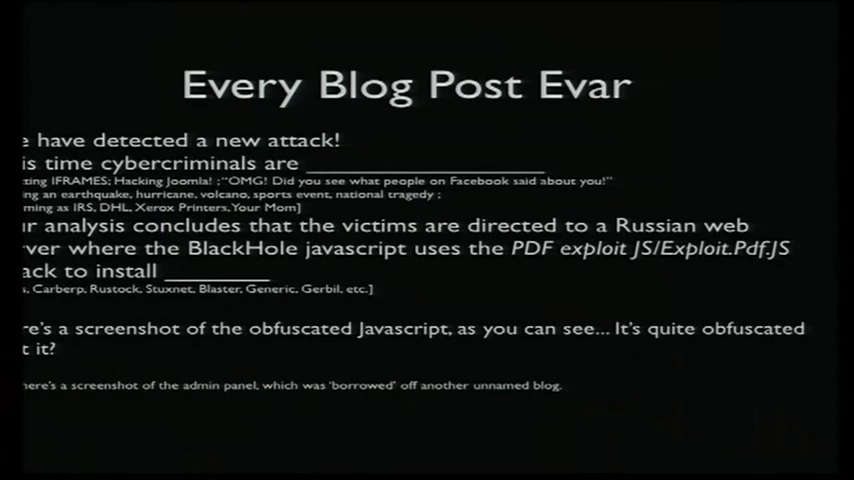 Every Blog Post Evar
e have detected a new attack!
is time cybercriminals are ____________________
ting IFRAMES; Hacking Joomla! ;"OMG! Did you see what people on Facebook said about you!"
ng an earthquake, hurricane, volcano, sports event, national tragedy ;
ming as IRS, DHL, Xerox Printers, Your Mom]
ur analysis concludes that the victims are directed to a Russian web
ver where the BlackHole javascript uses the PDF exploit JS/Exploit.Pdf.JS
ack to install _________
s, Carberp, Rustock, Stuxnet, Blaster, Generic, Gerbil, etc.]
re's a screenshot of the obfuscated Javascript, as you can see... It's quite obfuscated
t it?
here's a screenshot of the admin panel, which was 'borrowed' off another unnamed blog.